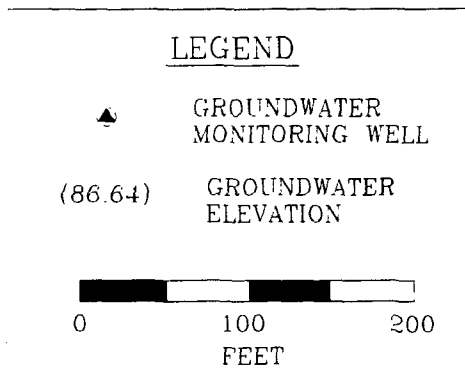 LEGEND
GROUNDWATER
MONITORING WELL
(86.64) GROUNDWATER
ELEVATION
0 100 200
FEET